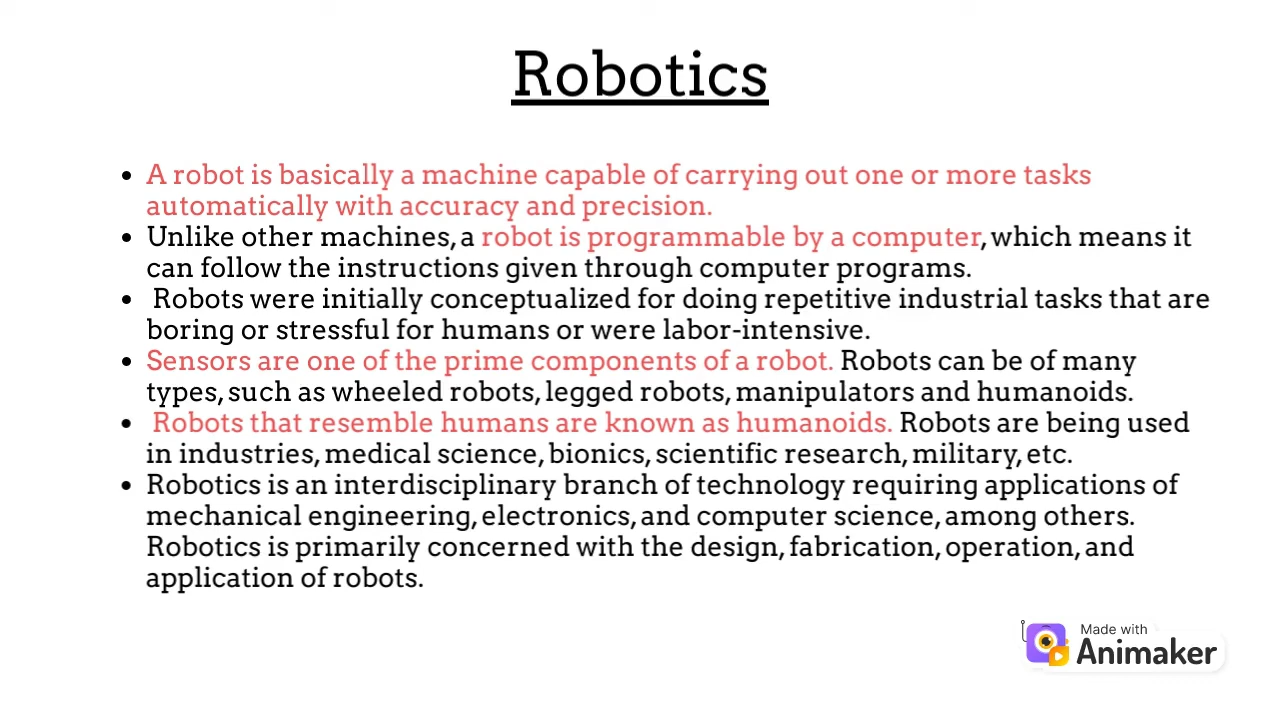 Robotics
• A robot is basically a machine capable of carrying out one or more tasks
automatically with accuracy and precision.
• Unlike other machines, a robot is programmable by a computer, which means it
can follow the instructions given through computer programs.
• Robots were initially conceptualized for doing repetitive industrial tasks that are
boring or stressful for humans or were labor-intensive.
• Sensors are one of the prime components of a robot. Robots can be of many
types, such as wheeled robots, legged robots, manipulators and humanoids.
• Robots that resemble humans are known as humanoids. Robots are being used
in industries, medical science, bionics, scientific research, military, etc.
• Robotics is an interdisciplinary branch of technology requiring applications of
mechanical engineering, electronics, and computer science, among others.
Robotics is primarily concerned with the design, fabrication, operation, and
application of robots.
Made with
Animaker